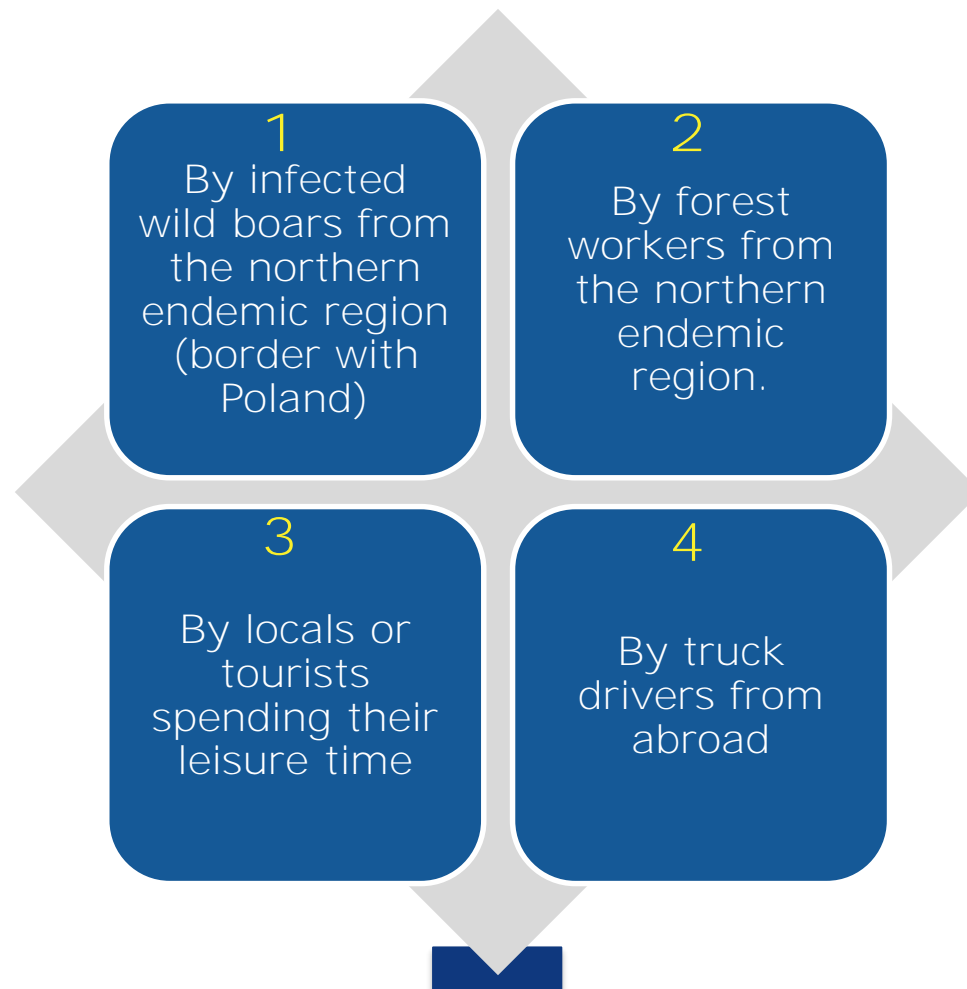 1
By infected
wild boars from
the northern
endemic region
(border with
Poland)
2
By forest
workers from
the northern
endemic
region.
3
By locals or
tourists
spending their
leisure time
4
By truck
drivers from
abroad